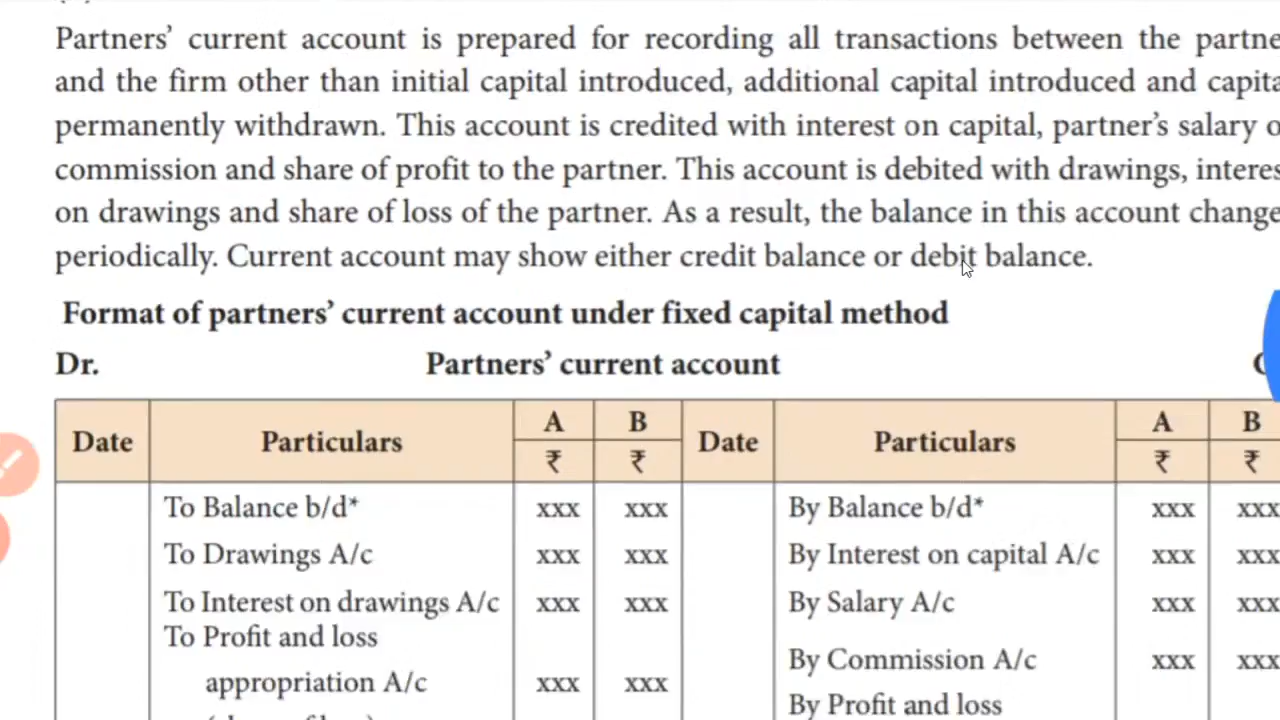 Partners’ current account is prepared for recording all transactions between the
and the firm other than initial capital introduced, additional capital introduced and
permanently withdrawn. This account is credited with interest on capital, partner’s salary
commission and share of profit to the partner. This account is debited with drawings,
on drawings and share of loss of the partner. As a result, the balance in this account
periodically. Current account may show either credit balance or debit balance.
Format of partners’ current account under fixed capital method
Dr. Partners’ current account
Date Particulars A B Date Particulars A B
₹ ₹ ₹ ₹
To Balance b/d* xxx xxx By Balance b/d* xxx xxx
To Drawings A/c xxx xxx By Interest on capital A/c xxx xxx
To Interest on drawings A/c xxx xxx By Salary A/c xxx xxx
To Profit and loss
By Commission A/c xxx xxx
appropriation A/c xxx xxx
By Profit and loss